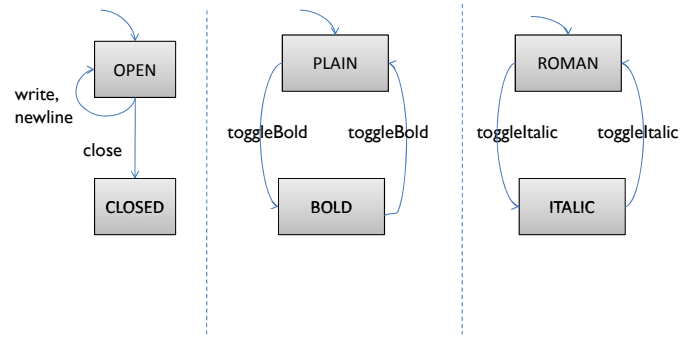 OPEN
write,
newline
close
CLOSED
PLAIN
toggleBold
toggleBold
BOLD
ROMAN
toggleItalic
toggleItalic
ITALIC